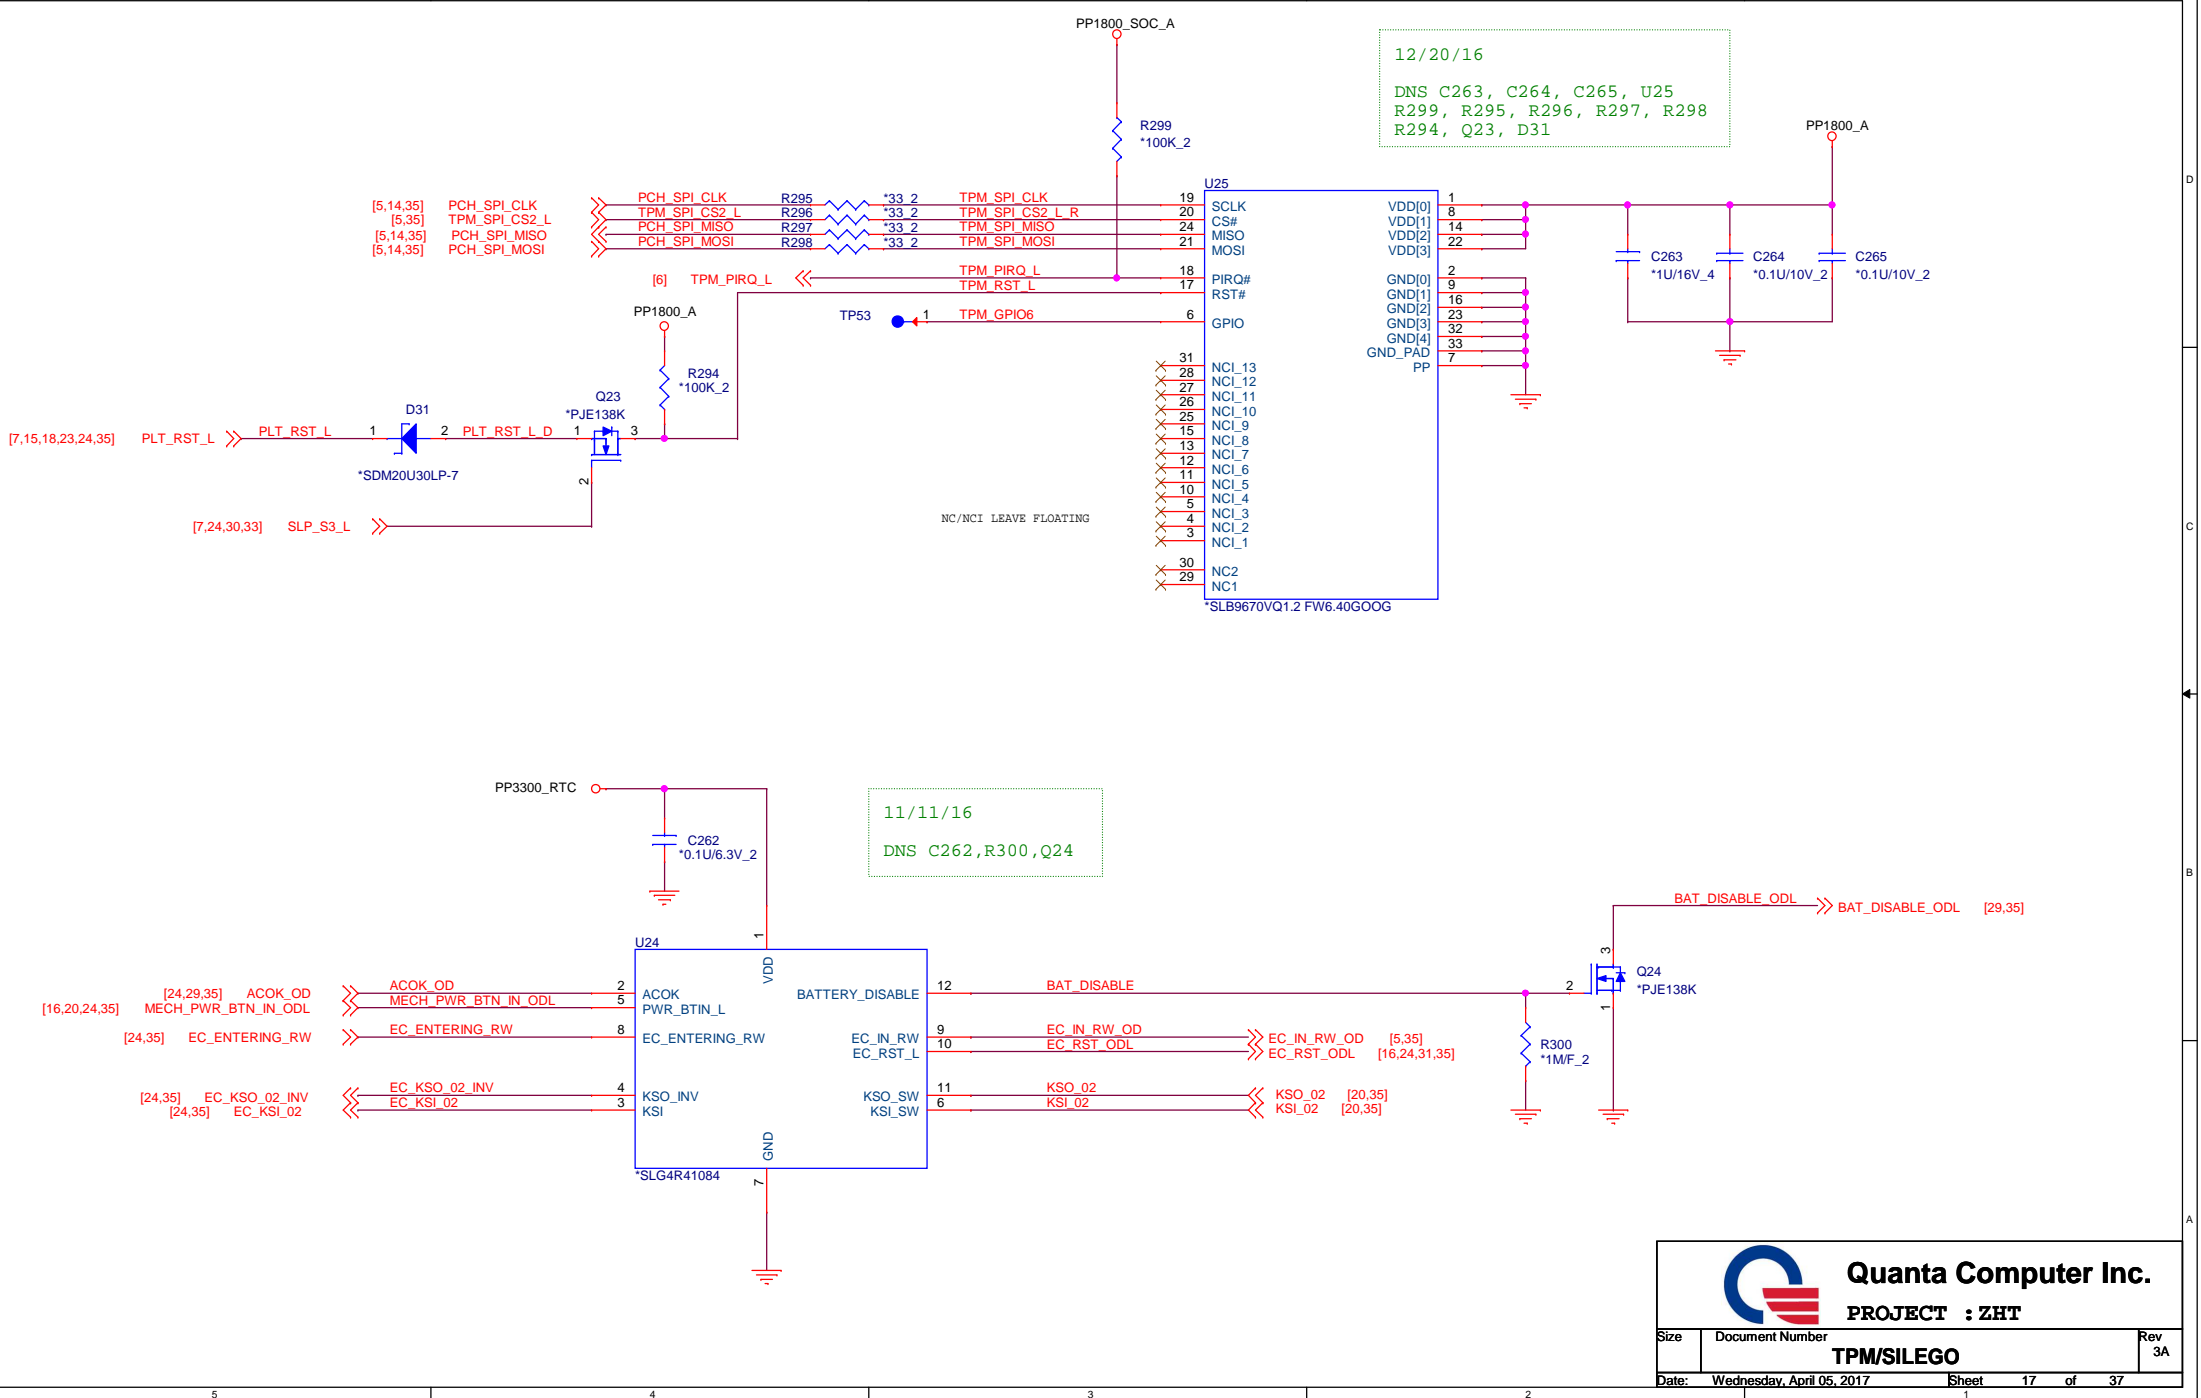 PP1800_SOC_A
12/20/16
DNS C263, C264, C265, U25
R299, R295, R296, R297, R298
R294, Q23, D31
R299
*100K_2
PP1800_A
U25
[5,14,35] PCH_SPI_CLK PCH_SPI_CLK R295 *33_2 TPM_SPI_CLK 19 SCLK VDD[0] 1
[5,35] TPM_SPI_CS2_L TPM_SPI_CS2_L R296 *33_2 TPM_SPI_CS2_L_R 20 CS# VDD[1] 8
[5,14,35] PCH_SPI_MISO PCH_SPI_MISO R297 *33_2 TPM_SPI_MISO 24 MISO VDD[2] 14
[5,14,35] PCH_SPI_MOSI PCH_SPI_MOSI R298 *33_2 TPM_SPI_MOSI 21 MOSI VDD[3] 22
C263
*1U/16V_4
C264
*0.1U/10V_2
C265
*0.1U/10V_2
[6] TPM_PIRQ_L TPM_PIRQ_L 18 PIRQ# GND[0] 2
TPM_RST_L 17 RST# GND[1] 9
GND[2] 16
TP53 1 TPM_GPIO6 6 GPIO GND[3] 23
GND[4] 32
GND_PAD 33
PP 7
PP1800_A
R294
*100K_2
31 NCI_13
28 NCI_12
27 NCI_11
26 NCI_10
25 NCI_9
15 NCI_8
13 NCI_7
12 NCI_6
11 NCI_5
10 NCI_4
5 NCI_3
4 NCI_2
3 NCI_1
30 NC2
29 NC1
*SLB9670VQ1.2 FW6.40GOOG
D31
Q23
*PJE138K
[7,15,18,23,24,35] PLT_RST_L PLT_RST_L 1 2 PLT_RST_L_D 1 3
*SDM20U30LP-7
2
[7,24,30,33] SLP_S3_L
NC/NCI LEAVE FLOATING
PP3300_RTC
C262
*0.1U/6.3V_2
11/11/16
DNS C262,R300,Q24
BAT_DISABLE_ODL BAT_DISABLE_ODL [29,35]
U24
1
VDD
[24,29,35] ACOK_OD ACOK_OD 2 ACOK BATTERY_DISABLE 12 BAT_DISABLE
[16,20,24,35] MECH_PWR_BTN_IN_ODL MECH_PWR_BTN_IN_ODL 5 PWR_BTIN_L
[24,35] EC_ENTERING_RW EC_ENTERING_RW 8 EC_ENTERING_RW EC_IN_RW 9 EC_IN_RW_OD EC_IN_RW_OD [5,35]
EC_RST_L 10 EC_RST_ODL EC_RST_ODL [16,24,31,35]
[24,35] EC_KSO_02_INV EC_KSO_02_INV 4 KSO_INV KSO_SW 11 KSO_02 KSO_02 [20,35]
[24,35] EC_KSI_02 EC_KSI_02 3 KSI KSI_SW 6 KSI_02 KSI_02 [20,35]
GND
*SLG4R41084
7
3
Q24
2
*PJE138K
1
R300
*1M/F_2
Quanta Computer Inc.
PROJECT : ZHT
Size Document Number Rev
TPM/SILEGO 3A
Date: Wednesday, April 05, 2017 Sheet 17 of 37
D
C
B
A
5 4 3 2 1